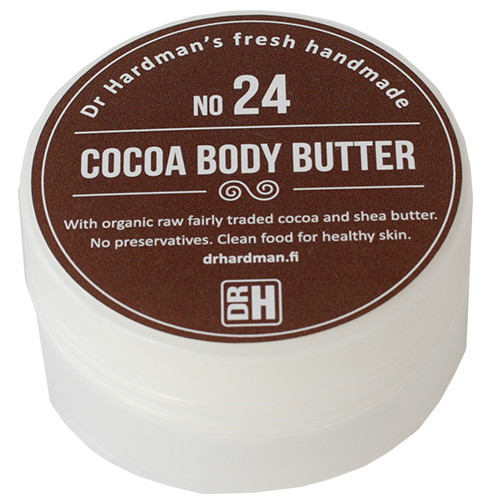 Dr Hardman's fresh handmade
NO 24
COCOA BODY BUTTER
With organic raw fairly traded cocoa and shea butter.
No preservatives. Clean food for healthy skin.
drhardman.fi
DR H